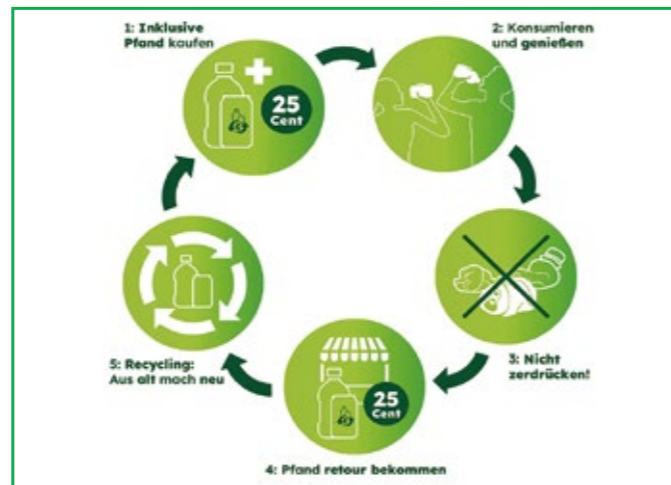 1: Inklusive
Pfand kaufen
25
Cent
2: Konsumieren
und genießen
3: Nicht
zerdrücken!
25
Cent
4: Pfand retour bekommen
5: Recycling:
Aus alt mach neu